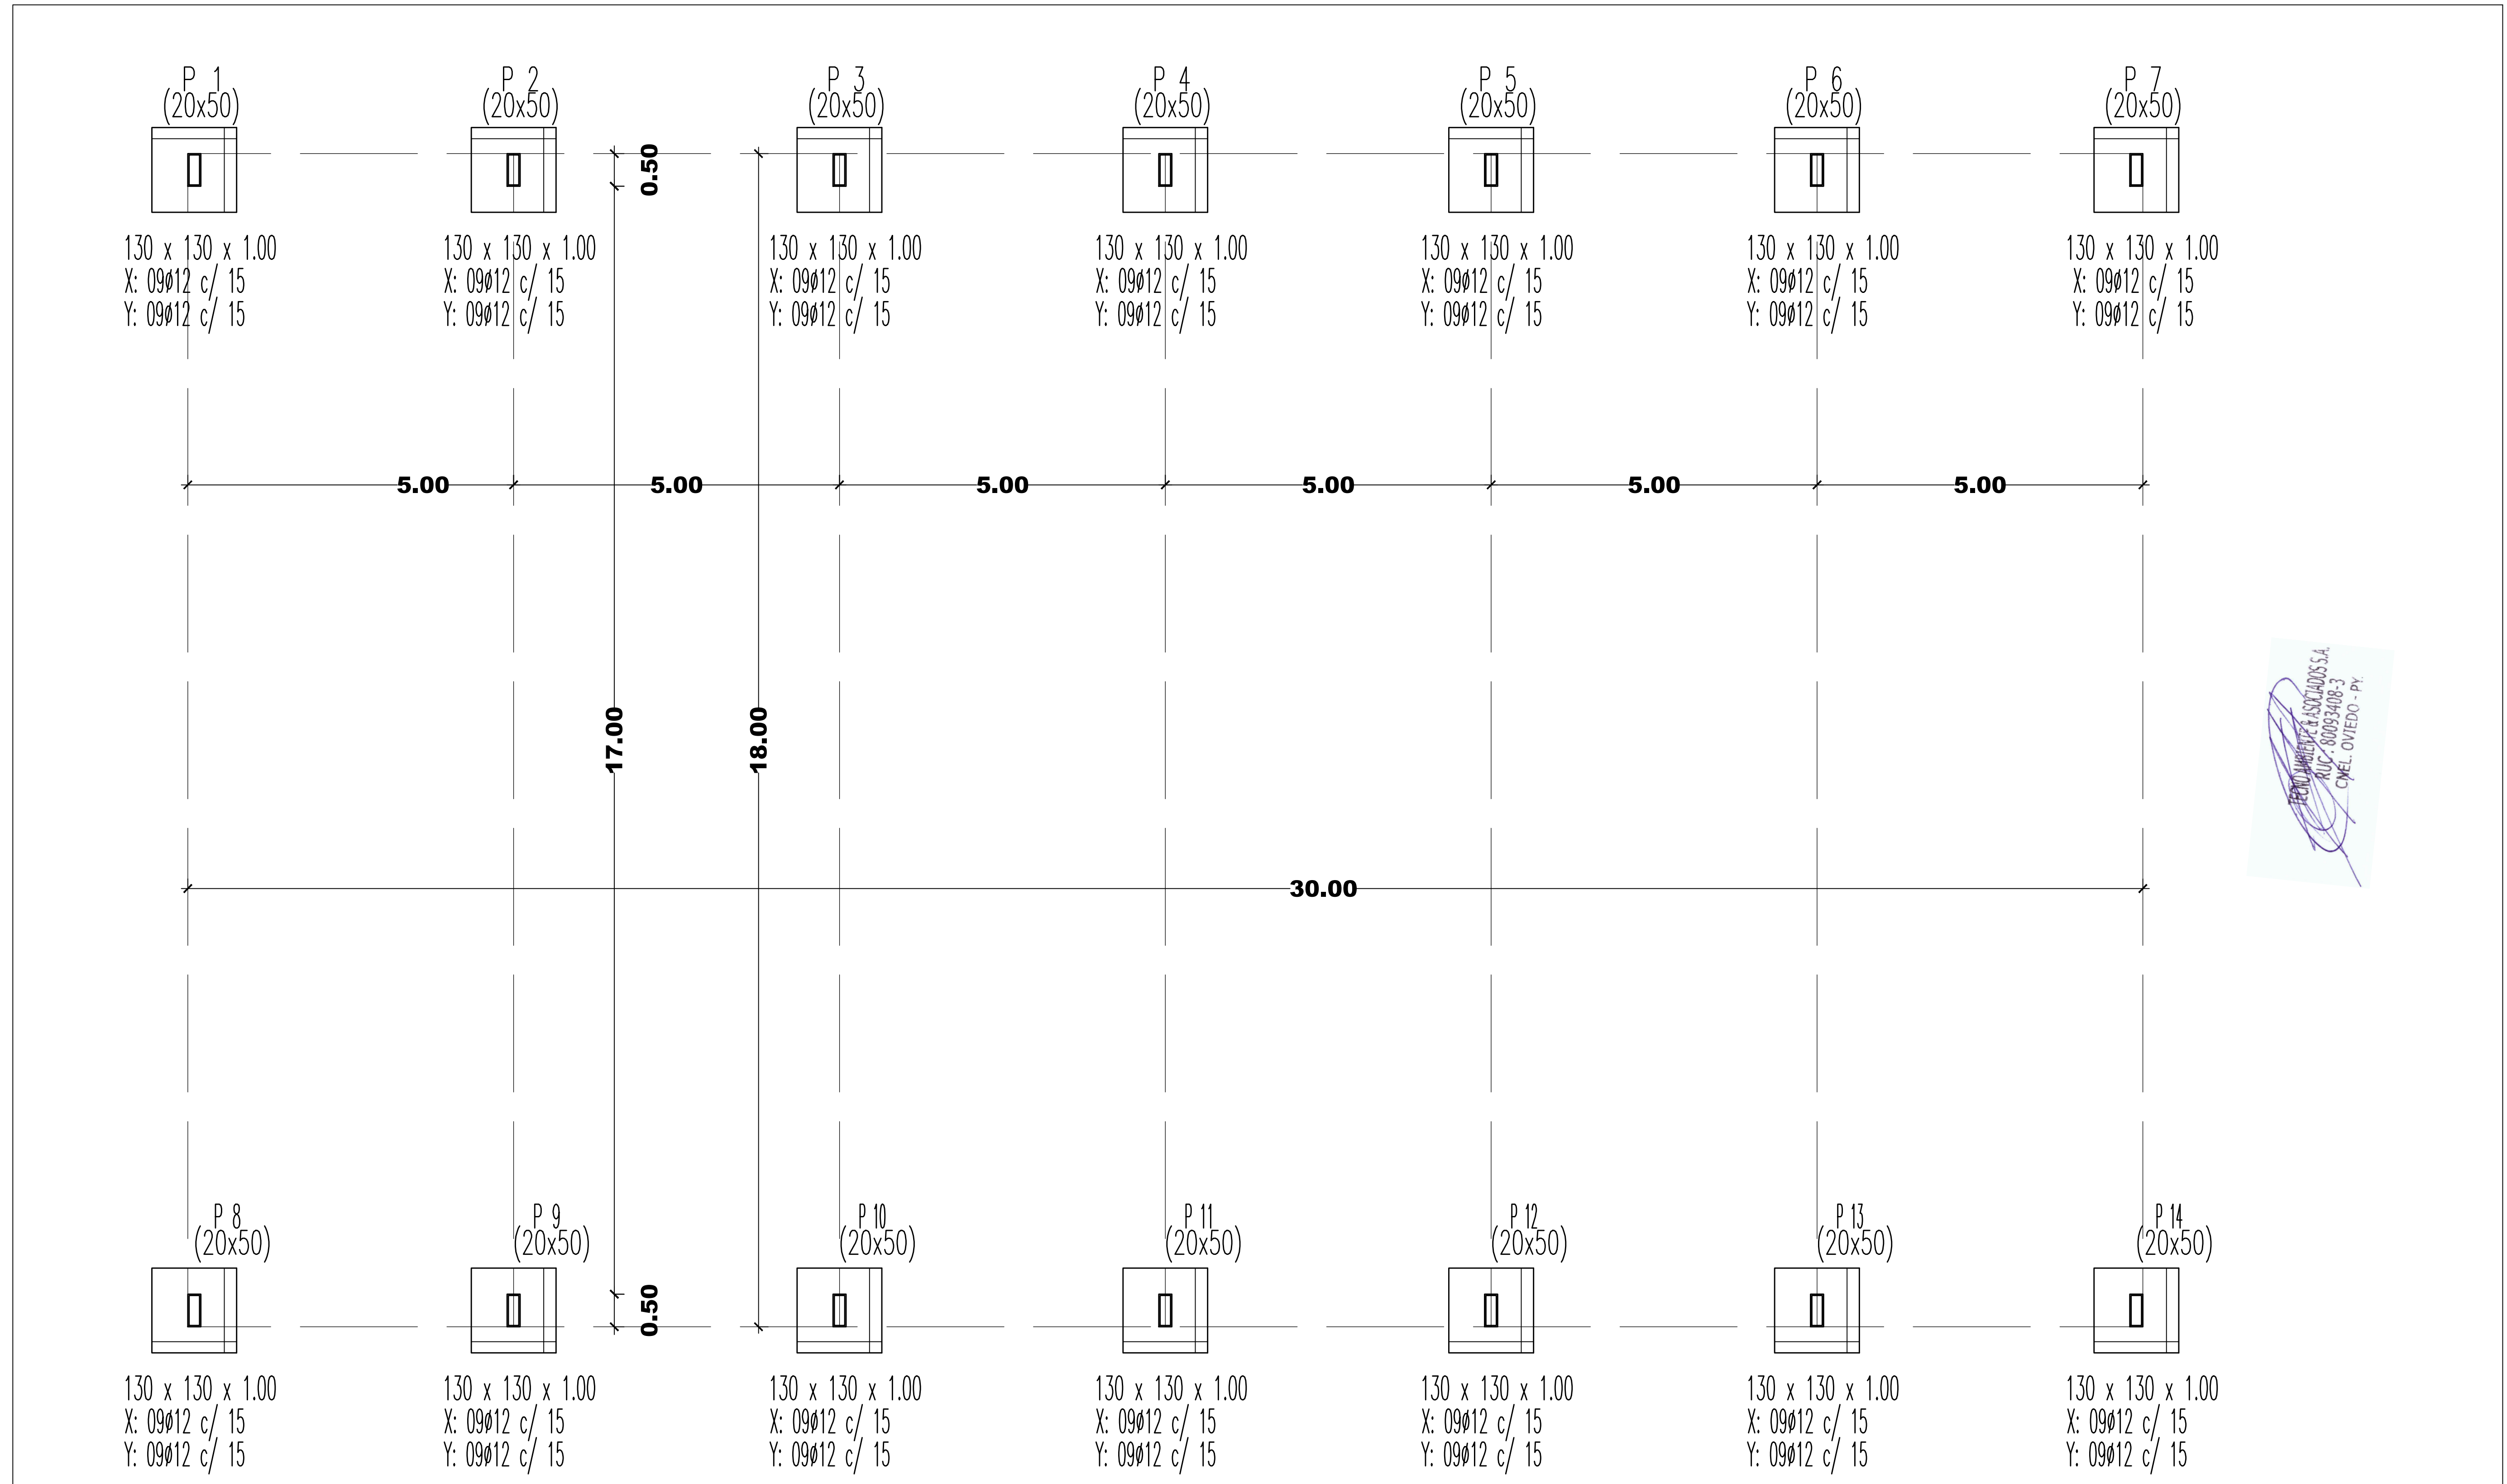 P 1
(20x50)
P 2
(20x50)
P 3
(20x50)
P 4
(20x50)
P 5
(20x50)
P 6
(20x50)
P 7
(20x50)
0.50
130 x 130 x 1.00
X: 09ø12 c/ 15
Y: 09ø12 c/ 15
130 x 130 x 1.00
X: 09ø12 c/ 15
Y: 09ø12 c/ 15
130 x 130 x 1.00
X: 09ø12 c/ 15
Y: 09ø12 c/ 15
130 x 130 x 1.00
X: 09ø12 c/ 15
Y: 09ø12 c/ 15
130 x 130 x 1.00
X: 09ø12 c/ 15
Y: 09ø12 c/ 15
130 x 130 x 1.00
X: 09ø12 c/ 15
Y: 09ø12 c/ 15
130 x 130 x 1.00
X: 09ø12 c/ 15
Y: 09ø12 c/ 15
5.00
5.00
5.00
5.00
5.00
5.00
17.00
18.00
TECNOAMBIENTE & ASOCIADOS S.A.
RUC: 80093408-3
CNEL. OVIEDO - PY.
30.00
P 8
(20x50)
P 9
(20x50)
P 10
(20x50)
P 11
(20x50)
P 12
(20x50)
P 13
(20x50)
P 14
(20x50)
0.50
130 x 130 x 1.00
X: 09ø12 c/ 15
Y: 09ø12 c/ 15
130 x 130 x 1.00
X: 09ø12 c/ 15
Y: 09ø12 c/ 15
130 x 130 x 1.00
X: 09ø12 c/ 15
Y: 09ø12 c/ 15
130 x 130 x 1.00
X: 09ø12 c/ 15
Y: 09ø12 c/ 15
130 x 130 x 1.00
X: 09ø12 c/ 15
Y: 09ø12 c/ 15
130 x 130 x 1.00
X: 09ø12 c/ 15
Y: 09ø12 c/ 15
130 x 130 x 1.00
X: 09ø12 c/ 15
Y: 09ø12 c/ 15